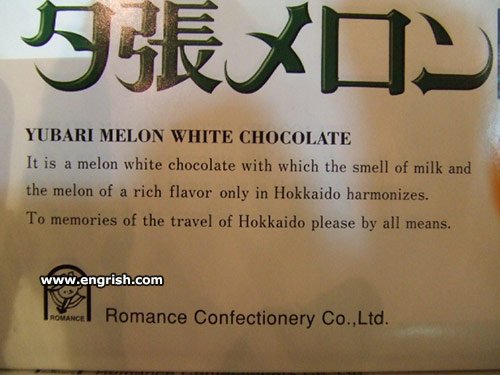 夕張メロン
YUBARI MELON WHITE CHOCOLATE
It is a melon white chocolate with which the smell of milk and
the melon of a rich flavor only in Hokkaido harmonizes.
To memories of the travel of Hokkaido please by all means.
www.engrish.com
ROMANCE
Romance Confectionery Co.,Ltd.